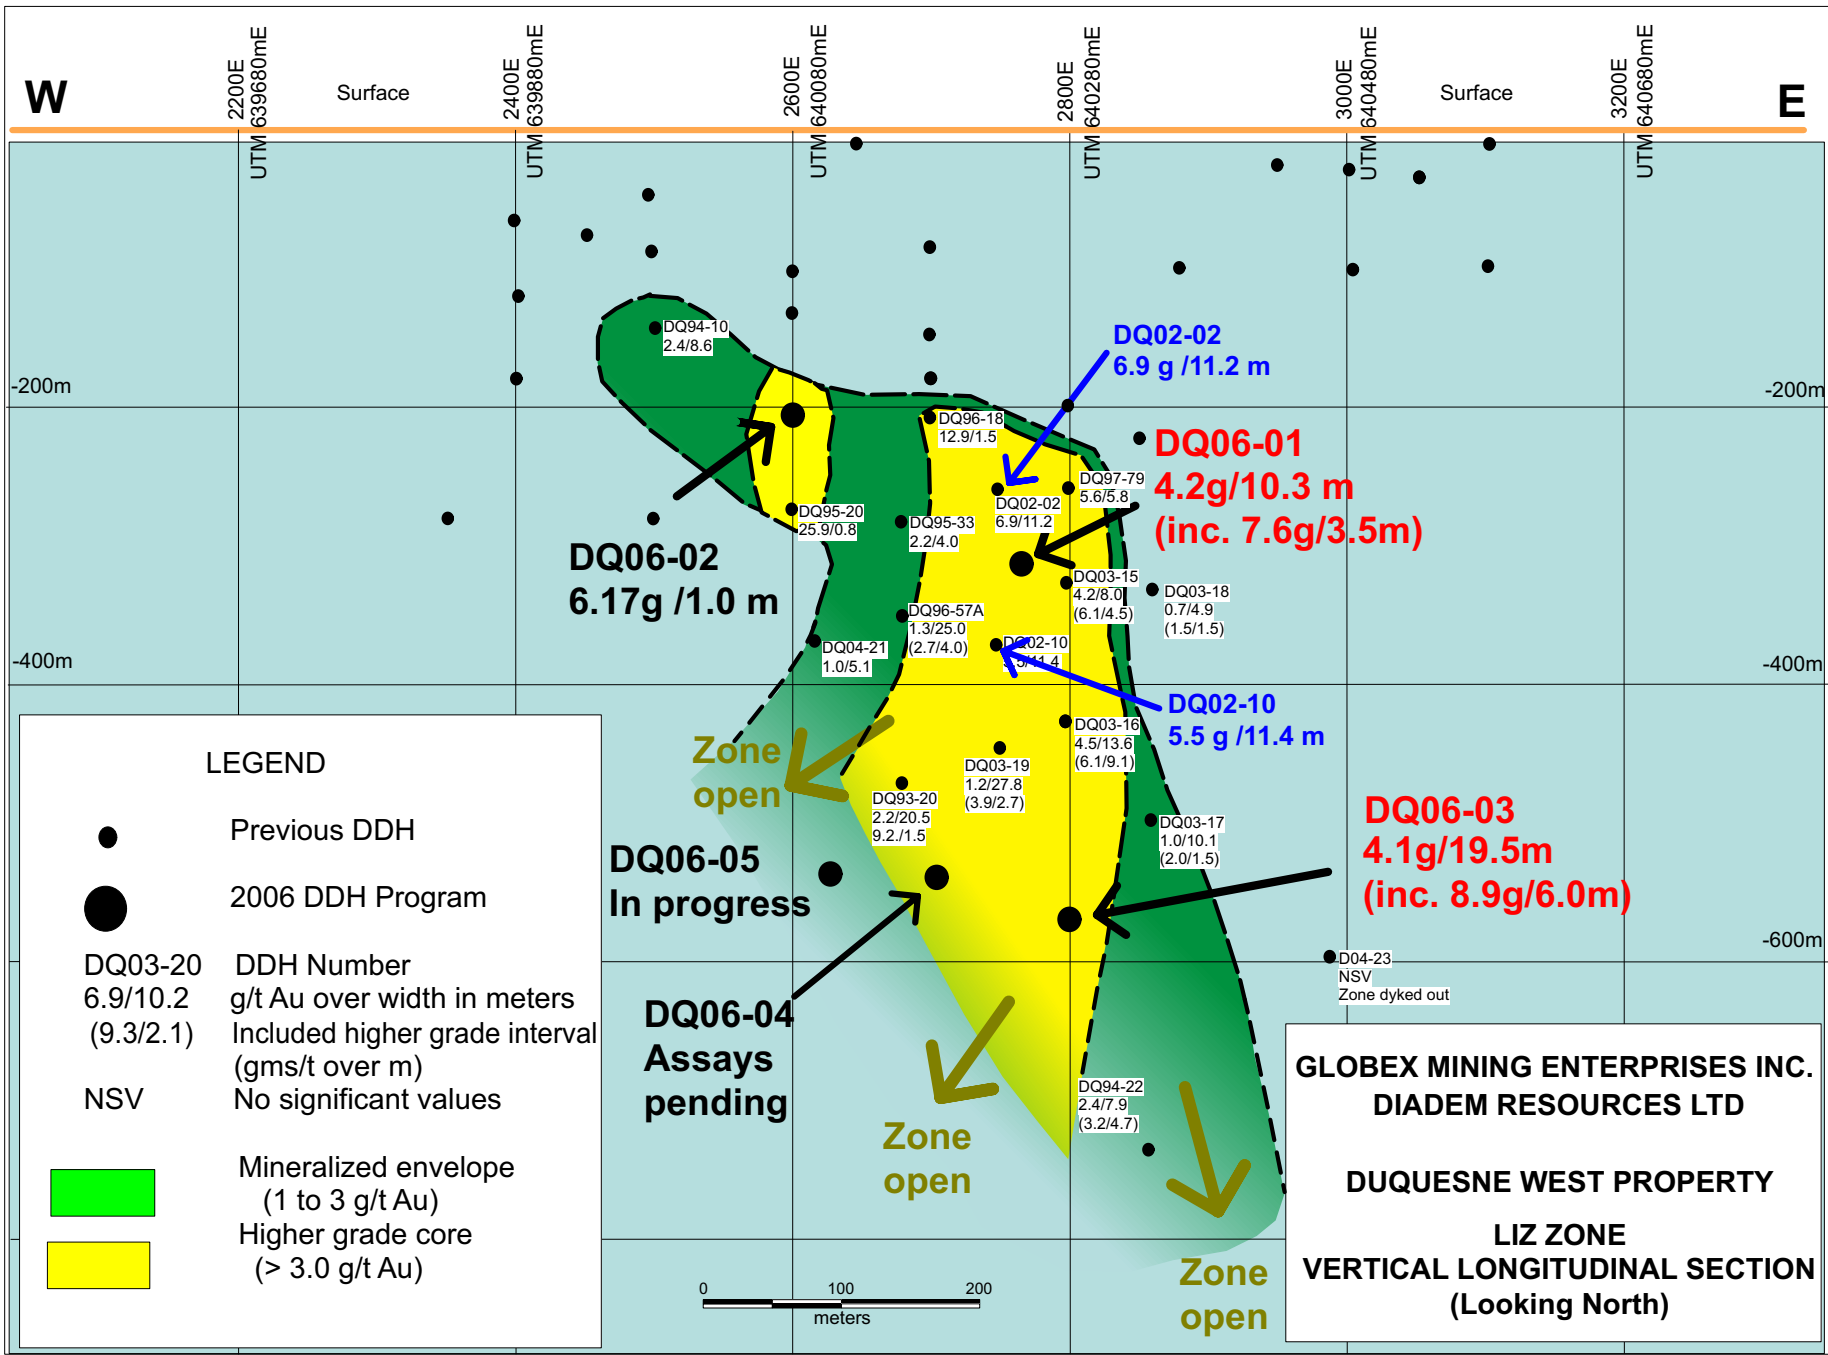 W
2200E
UTM 639680mE
Surface
2400E
UTM 639880mE
2600E
UTM 640080mE
2800E
UTM 640280mE
3000E
UTM 640480mE
Surface
3200E
UTM 640680mE
E
-200m
-200m
-400m
-400m
-600m
DQ94-10
2.4/8.6
DQ02-02
6.9 g /11.2 m
DQ96-18
12.9/1.5
DQ06-01
4.2g/10.3 m
(inc. 7.6g/3.5m)
DQ97-79
5.6/5.8
DQ02-02
6.9/11.2
DQ95-20
25.9/0.8
DQ95-33
2.2/4.0
DQ06-02
6.17g /1.0 m
DQ03-15
4.2/8.0
(6.1/4.5)
DQ03-18
0.7/4.9
(1.5/1.5)
DQ96-57A
1.3/25.0
(2.7/4.0)
DQ04-21
1.0/5.1
DQ02-10
DQ02-10
5.5 g /11.4 m
DQ03-16
4.5/13.6
(6.1/9.1)
Zone
open
DQ03-19
1.2/27.8
(3.9/2.7)
DQ93-20
2.2/20.5
9.2./1.5
DQ03-17
1.0/10.1
(2.0/1.5)
DQ06-03
4.1g/19.5m
(inc. 8.9g/6.0m)
DQ06-05
In progress
D04-23
NSV
Zone dyked out
DQ06-04
Assays
pending
DQ94-22
2.4/7.9
(3.2/4.7)
Zone
open
Zone
open
LEGEND
Previous DDH
2006 DDH Program
DQ03-20 DDH Number
6.9/10.2 g/t Au over width in meters
(9.3/2.1) Included higher grade interval
(gms/t over m)
NSV No significant values
Mineralized envelope
(1 to 3 g/t Au)
Higher grade core
(> 3.0 g/t Au)
0 100 200
meters
GLOBEX MINING ENTERPRISES INC.
DIADEM RESOURCES LTD
DUQUESNE WEST PROPERTY
LIZ ZONE
VERTICAL LONGITUDINAL SECTION
(Looking North)